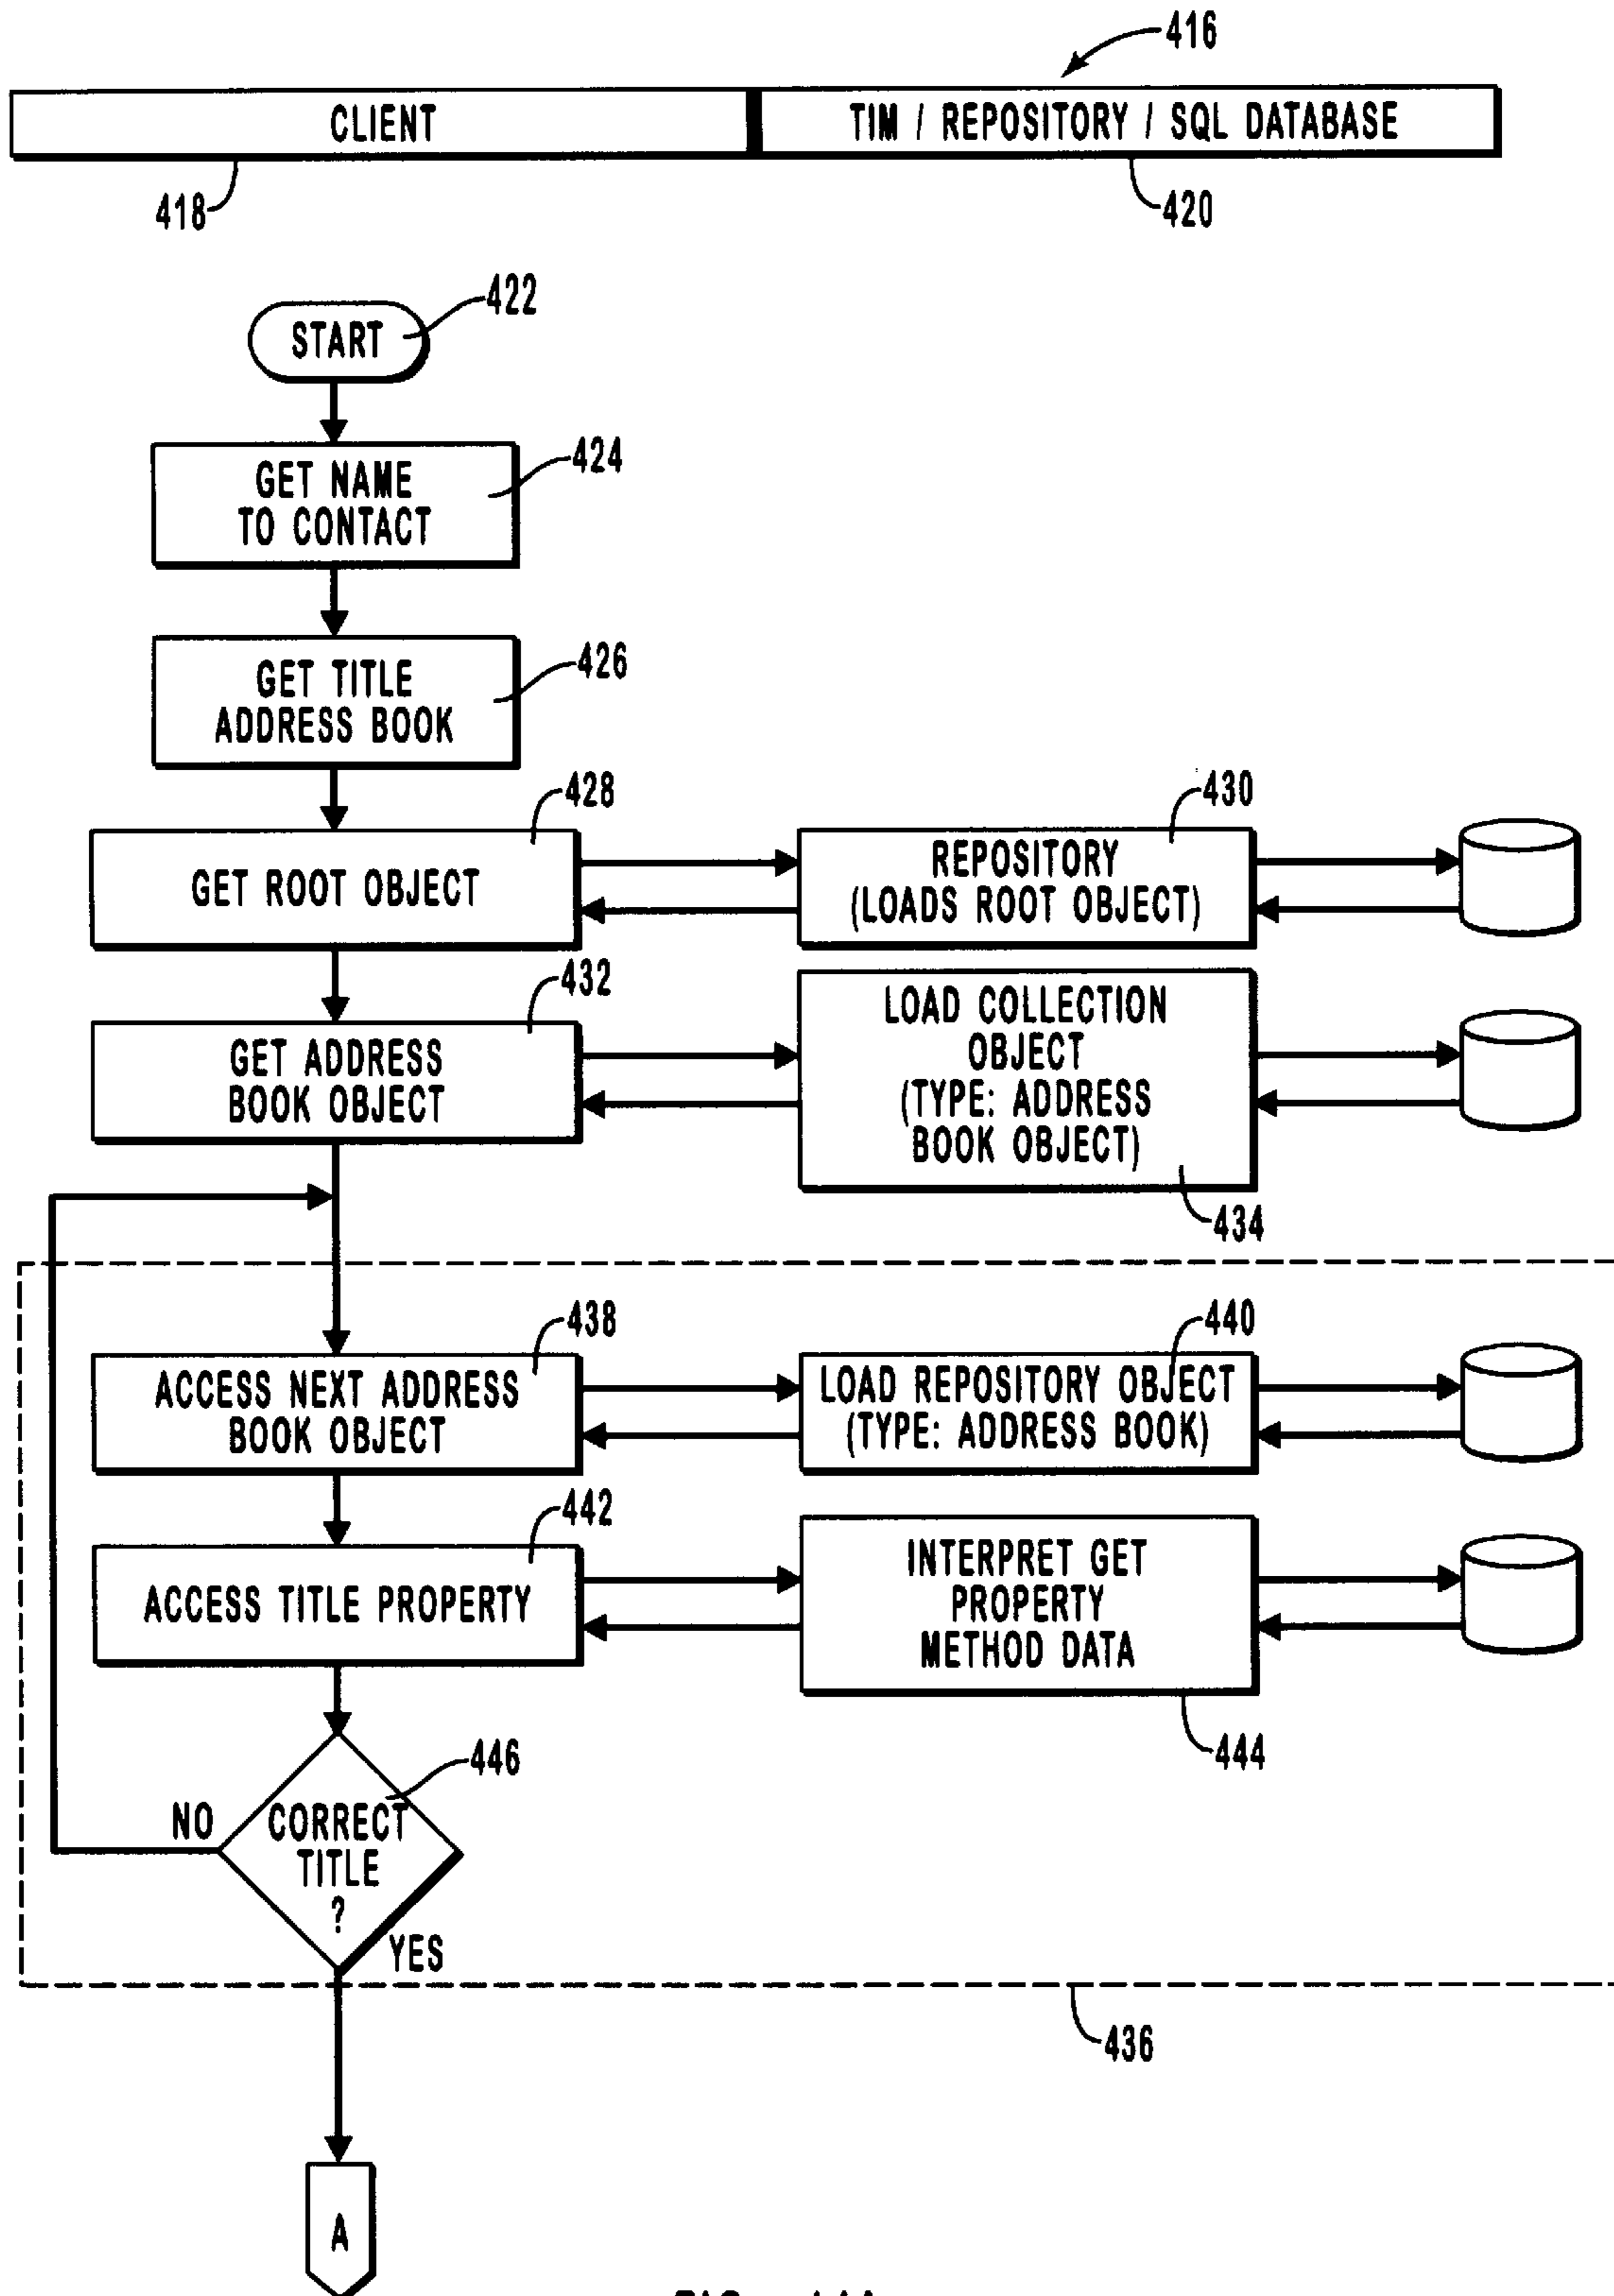 416
CLIENT
TIM / REPOSITORY / SQL DATABASE
418
420
START
422
GET NAME
TO CONTACT
424
GET TITLE
ADDRESS BOOK
426
428
GET ROOT OBJECT
430
REPOSITORY
(LOADS ROOT OBJECT)
432
GET ADDRESS
BOOK OBJECT
LOAD COLLECTION
OBJECT
(TYPE: ADDRESS
BOOK OBJECT)
434
438
ACCESS NEXT ADDRESS
BOOK OBJECT
440
LOAD REPOSITORY OBJECT
(TYPE: ADDRESS BOOK)
442
ACCESS TITLE PROPERTY
INTERPRET GET
PROPERTY
METHOD DATA
444
446
NO
CORRECT
TITLE
?
YES
436
A